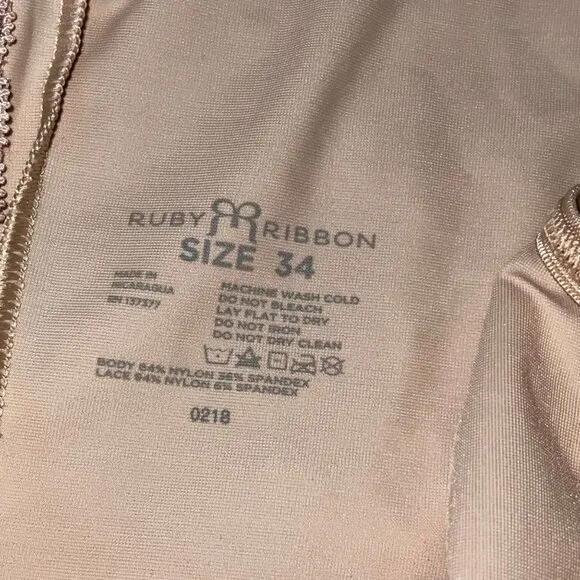 RUBY RIBBON
SIZE 34
MADE IN
NICARAGUA
RN 137377
MACHINE WASH COLD
DO NOT BLEACH
LAY FLAT TO DRY
DO NOT IRON
DO NOT DRY CLEAN
BODY 64% NYLON 36% SPANDEX
LACE 94% NYLON 6% SPANDEX
0218